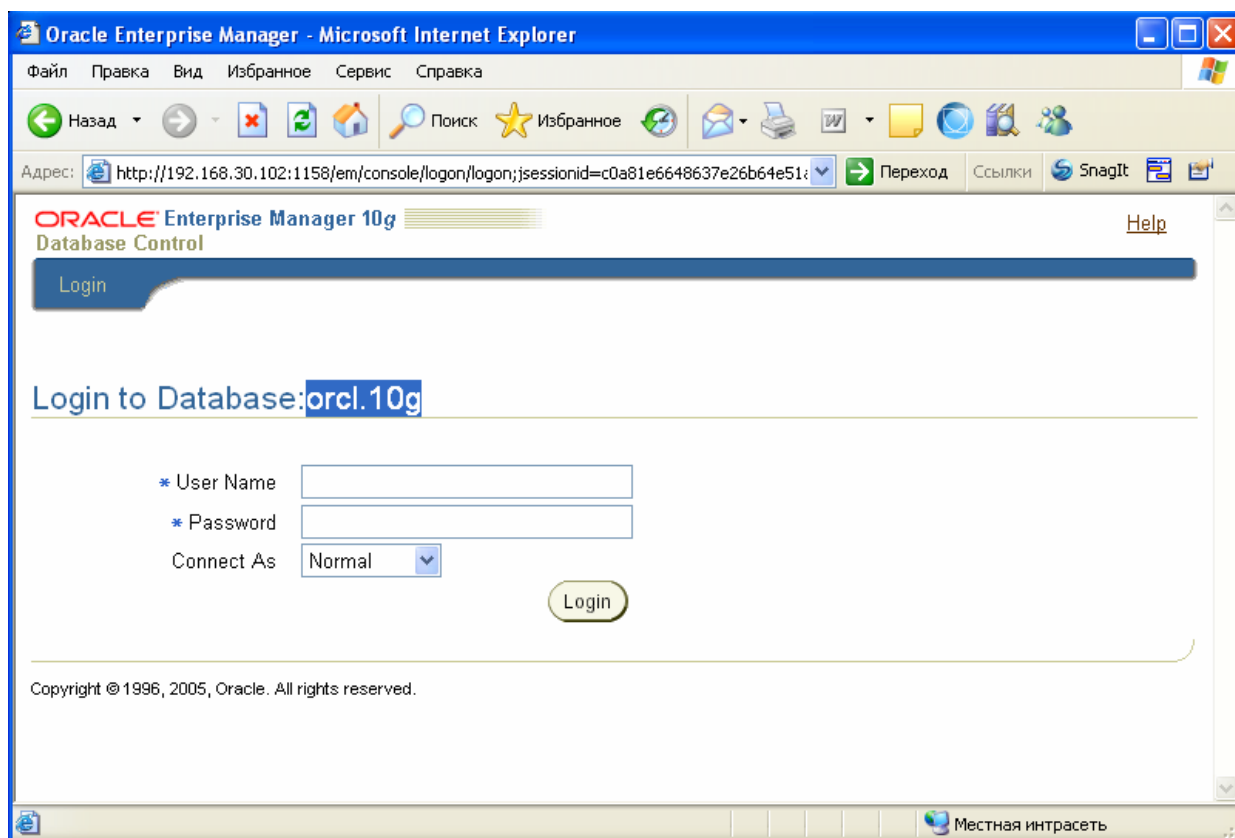 Oracle Enterprise Manager - Microsoft Internet Explorer
Файл Правка Вид Избранное Сервис Справка
Назад Поиск Избранное
Адрес: http://192.168.30.102:1158/em/console/logon/logon;jsessionid=c0a81e6648637e26b64e51 Переход Ссылки SnagIt
ORACLE Enterprise Manager 10g
Database Control
Help
Login
Login to Database:orcl.10g
* User Name
* Password
Connect As Normal
Login
Copyright © 1996, 2005, Oracle. All rights reserved.
Местная интрасеть